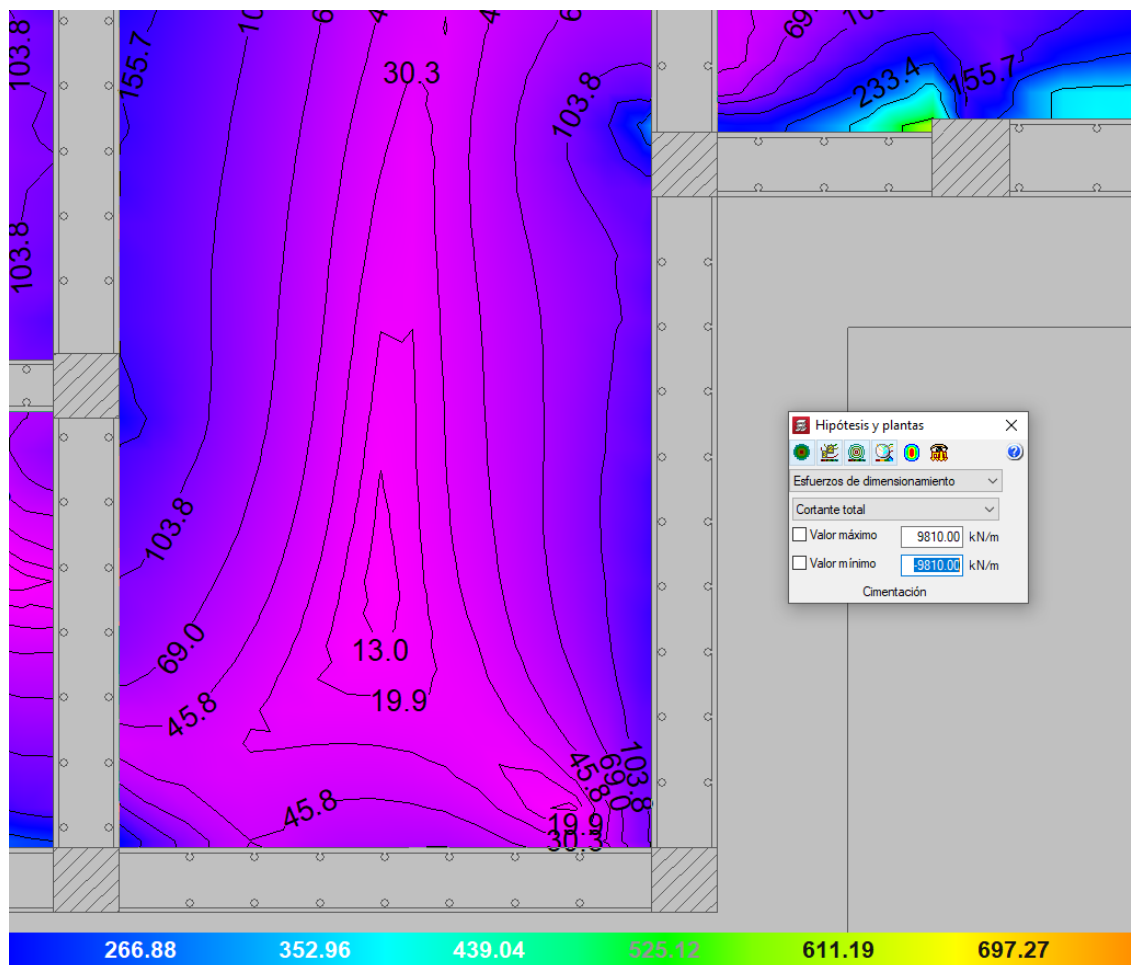 103.8
155.7
30.3
103.8
69.
233.4
155.7
103.8
103.8
69.0
13.0
19.9
45.8
45.8
45.8
69.0
103.8
19.9
30.3
Hipótesis y plantas
Esfuerzos de dimensionamiento
Cortante total
Valor máximo 9810.00 kN/m
Valor mínimo -9810.00 kN/m
Cimentación
266.88 352.96 439.04 525.12 611.19 697.27